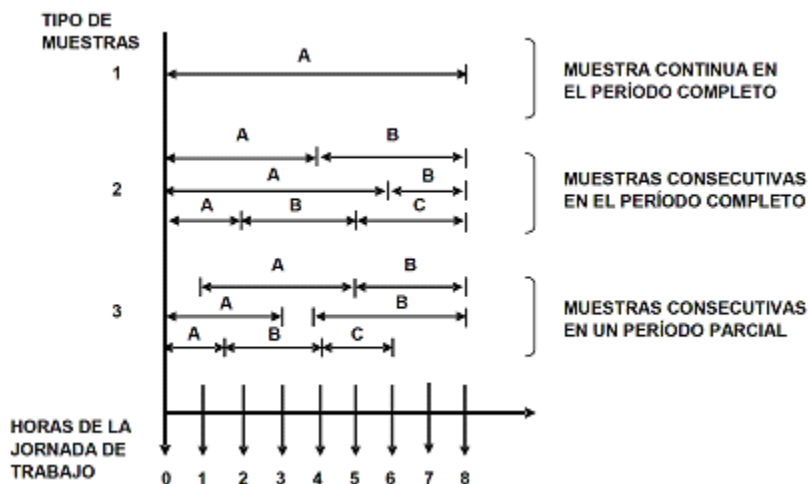 TIPO DE
MUESTRAS
1
A
MUESTRA CONTINUA EN
EL PERÍODO COMPLETO
2
A B
A B
A B C
MUESTRAS CONSECUTIVAS
EN EL PERÍODO COMPLETO
3
A B
A B
A B C
MUESTRAS CONSECUTIVAS
EN UN PERÍODO PARCIAL
HORAS DE LA
JORNADA DE
TRABAJO
0 1 2 3 4 5 6 7 8